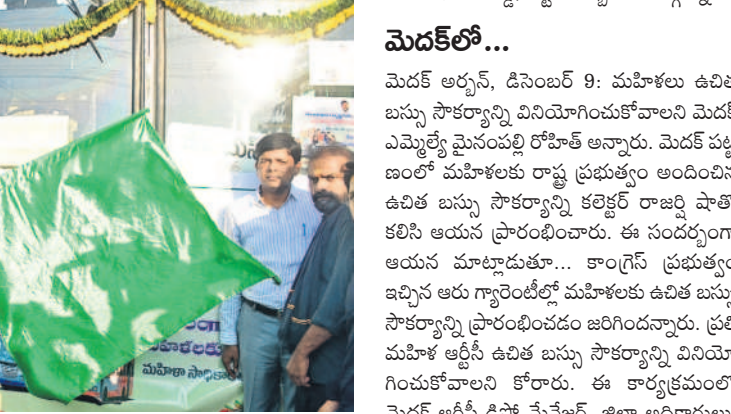 మెదక్‌లో...
మెదక్ అర్బన్, డిసెంబర్ 9: మహిళలు ఉచిత
బస్సు సౌకర్యాన్ని వినియోగించుకోవాలని మెదక్
ఎమ్మెల్యే మైనంపల్లి రోహిత్ అన్నారు. మెదక్ పట్ట
ణంలో మహిళలకు రాష్ట్ర ప్రభుత్వం అందించిన
ఉచిత బస్సు సౌకర్యాన్ని కలెక్టర్ రాజర్షి షాతో
కలిసి ఆయన ప్రారంభించారు. ఈ సందర్భంగా
ఆయన మాట్లాడుతూ... కాంగ్రెస్ ప్రభుత్వం
ఇచ్చిన ఆరు గ్యారెంటీల్లో మహిళలకు ఉచిత బస్సు
సౌకర్యాన్ని ప్రారంభించడం జరిగిందన్నారు. ప్రతి
మహిళ ఆర్టీసీ ఉచిత బస్సు సౌకర్యాన్ని వినియో
గించుకోవాలని కోరారు. ఈ కార్యక్రమంలో
మహిళా